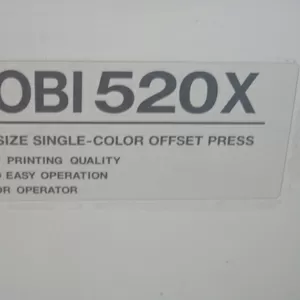 OBI 520X
SIZE SINGLE-COLOR OFFSET PRESS
PRINTING QUALITY
EASY OPERATION
OR OPERATOR